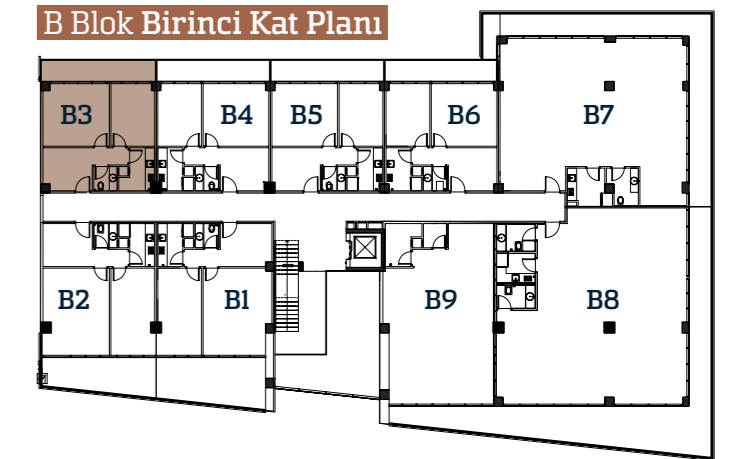 B Blok Birinci Kat Planı
B3
B4
B5
B6
B7
B2
B1
B9
B8